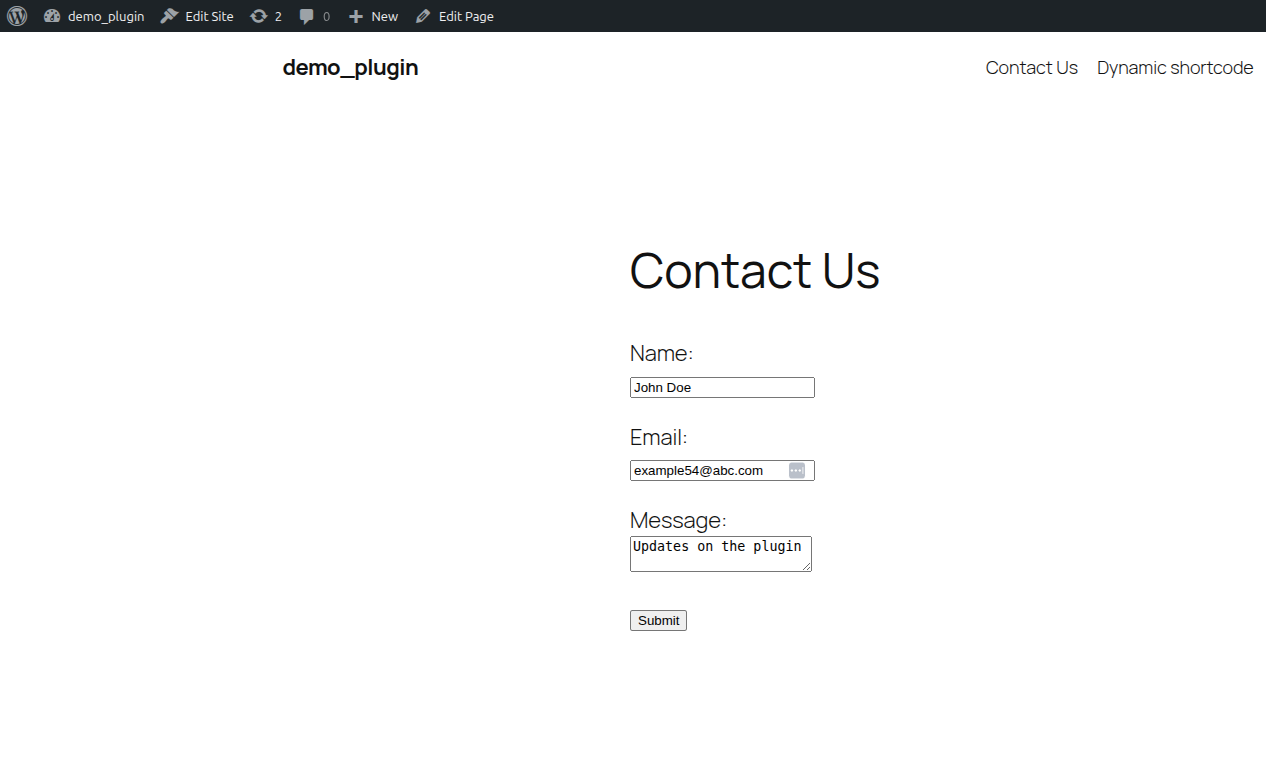 demo_plugin Edit Site 2 0 New Edit Page
demo_plugin Contact Us Dynamic shortcode
Contact Us
Name:
John Doe
Email:
example54@abc.com
Message:
Updates on the plugin
Submit